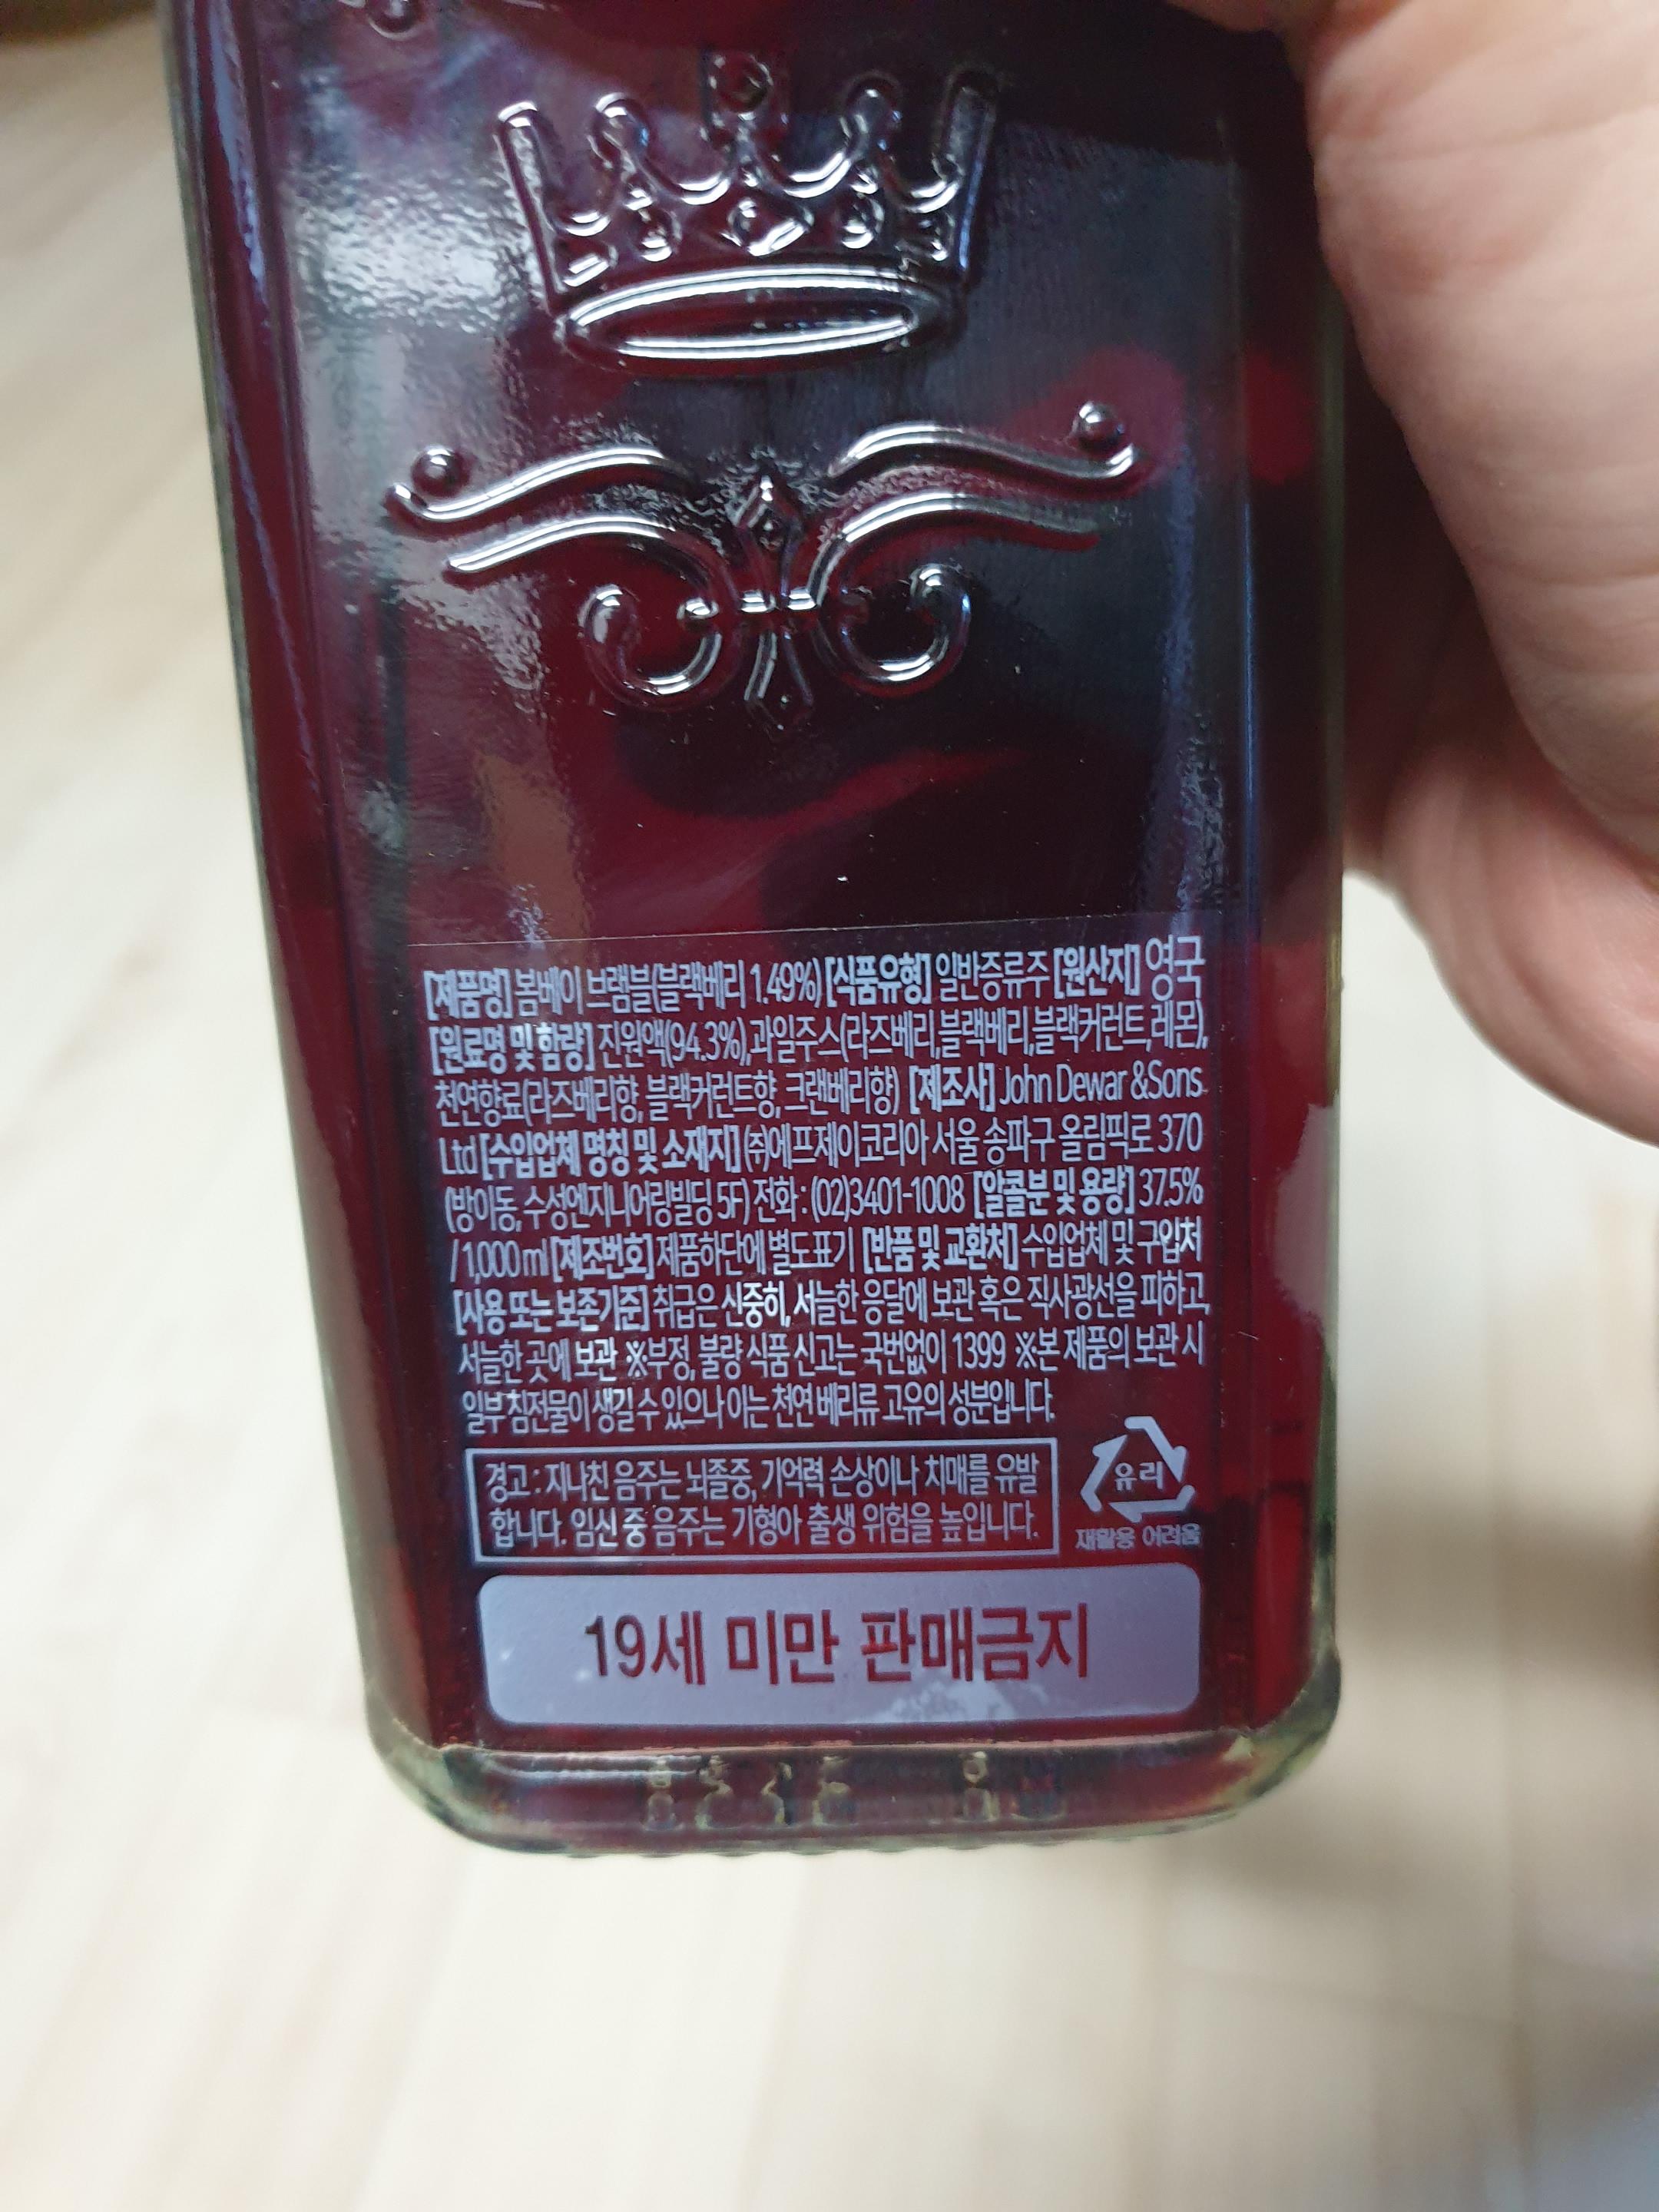 [제품명] 봄베이 브램블(블랙베리 1.49%) [식품유형] 일반증류주 [원산지] 영국
[원료명 및 함량] 진원액(94.3%), 과일주스(라즈베리,블랙베리,블랙커런트,레몬),
천연향료(라즈베리향, 블랙커런트향, 크랜베리향) [제조사] John Dewar &Sons
Ltd [수입업체 명칭 및 소재지] (주)에프제이코리아 서울 송파구 올림픽로 370
(방이동, 수성엔지니어링빌딩 5F) 전화 : (02)3401-1008 [알콜분 및 용량] 37.5%
/ 1,000 ml [제조번호] 제품하단에 별도표기 [반품 및 교환처] 수입업체 및 구입처
[사용 또는 보존기준] 취급은 신중히, 서늘한 응달에 보관 혹은 직사광선을 피하고,
서늘한 곳에 보관 ※부정, 불량 식품 신고는 국번없이 1399 ※본 제품의 보관 시
일부 침전물이 생길 수 있으나 이는 천연 베리류 고유의 성분입니다.
경고 : 지나친 음주는 뇌졸중, 기억력 손상이나 치매를 유발
합니다. 임신 중 음주는 기형아 출생 위험을 높입니다.
유리
재활용 어려움
19세 미만 판매금지